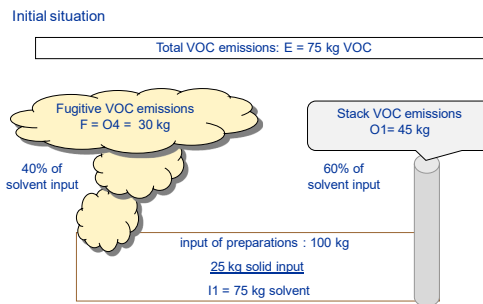 Initial situation
Total VOC emissions: E = 75 kg VOC
Fugitive VOC emissions
F = O4 = 30 kg
Stack VOC emissions
O1= 45 kg
40% of
solvent input
60% of
solvent input
input of preparations : 100 kg
25 kg solid input
I1 = 75 kg solvent